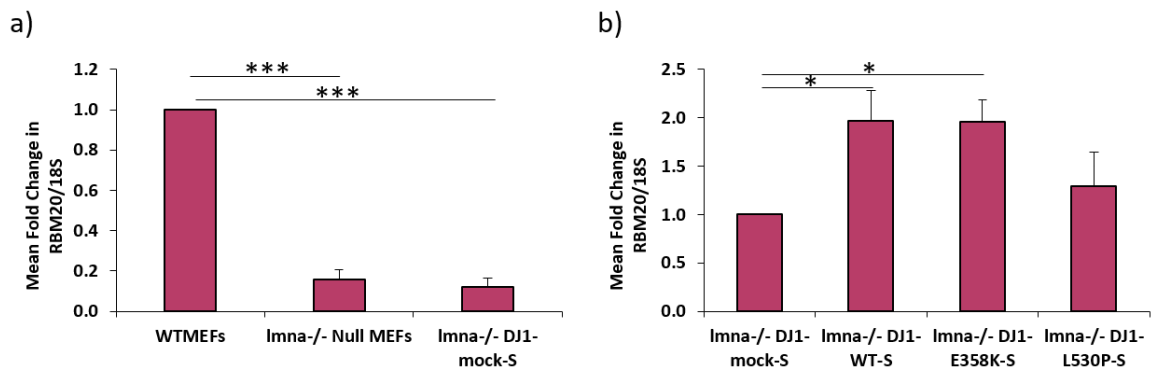 a)
Mean Fold Change in
RBM20/18S
1.2
1.0
0.8
0.6
0.4
0.2
0.0
***
***
WTMEFs
lmna-/- Null MEFs
lmna-/- DJ1-
mock-S
b)
Mean Fold Change in
RBM20/18S
2.5
2.0
1.5
1.0
0.5
0.0
*
*
lmna-/- DJ1-
mock-S
lmna-/- DJ1-
WT-S
lmna-/- DJ1-
E358K-S
lmna-/- DJ1-
L530P-S